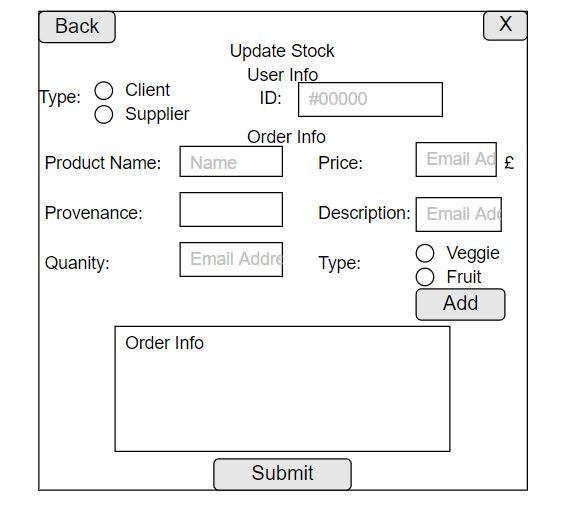 Back X
Update Stock
User Info
Type: Client ID: #00000
Supplier
Order Info
Product Name: Name Price: Email Ad £
Provenance: Description: Email Add
Quanity: Email Addre Type: Veggie
Fruit
Add
Order Info
Submit